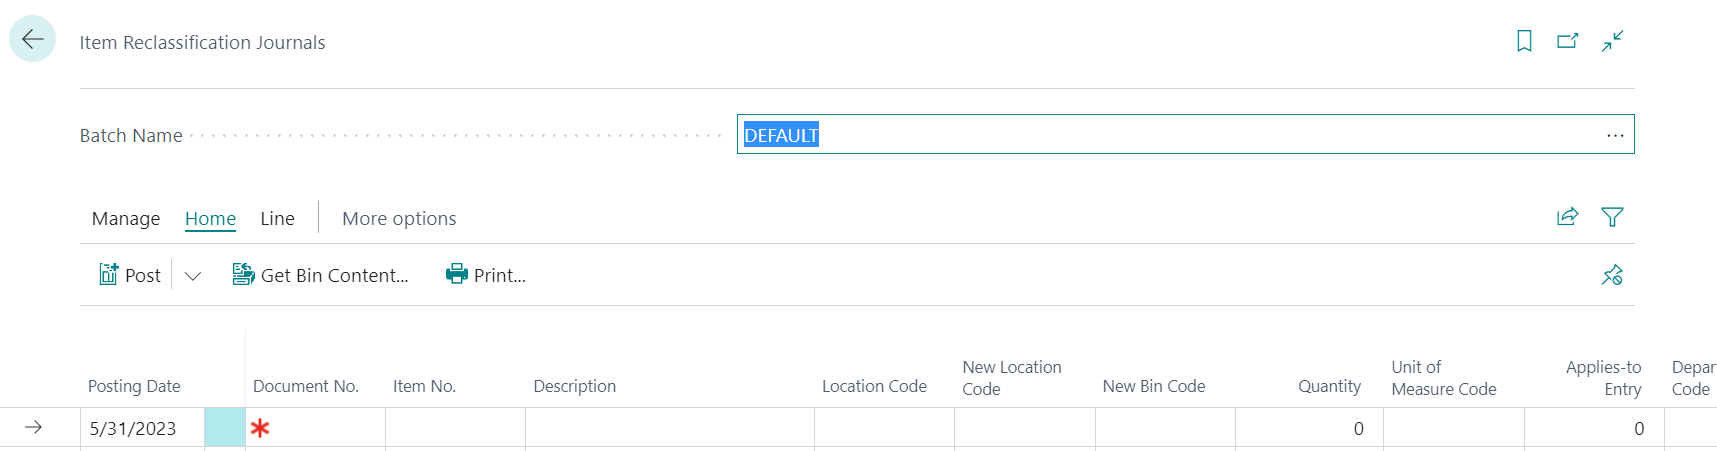 Item Reclassification Journals
Batch Name
DEFAULT
Manage Home Line More options
Post Get Bin Content... Print...
Posting Date Document No. Item No. Description Location Code New Location Code New Bin Code Quantity Unit of Measure Code Applies-to Entry Depar Code
5/31/2023 0 0